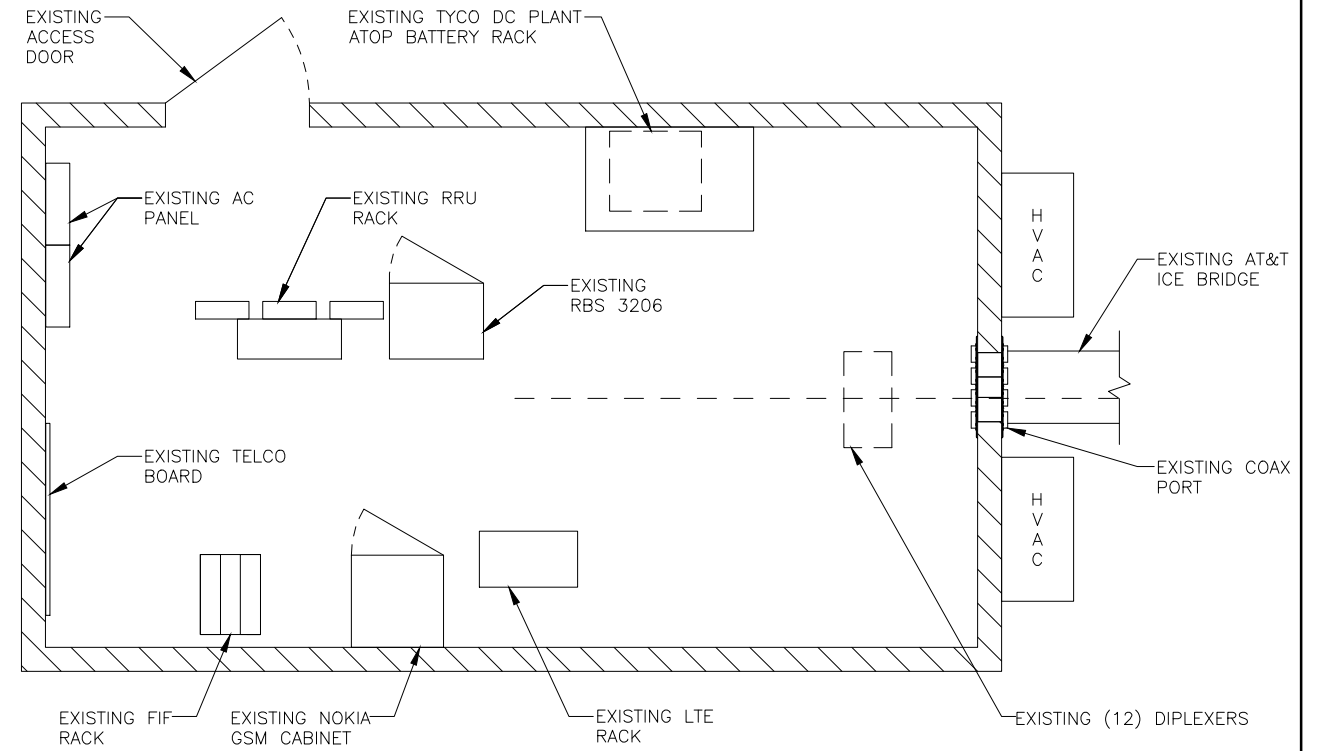 EXISTING
ACCESS
DOOR
EXISTING TYCO DC PLANT
ATOP BATTERY RACK
EXISTING AC
PANEL
EXISTING RRU
RACK
EXISTING
RBS 3206
HVAC
EXISTING AT&T
ICE BRIDGE
EXISTING TELCO
BOARD
EXISTING COAX
PORT
HVAC
EXISTING FIF
RACK
EXISTING NOKIA
GSM CABINET
EXISTING LTE
RACK
EXISTING (12) DIPLEXERS